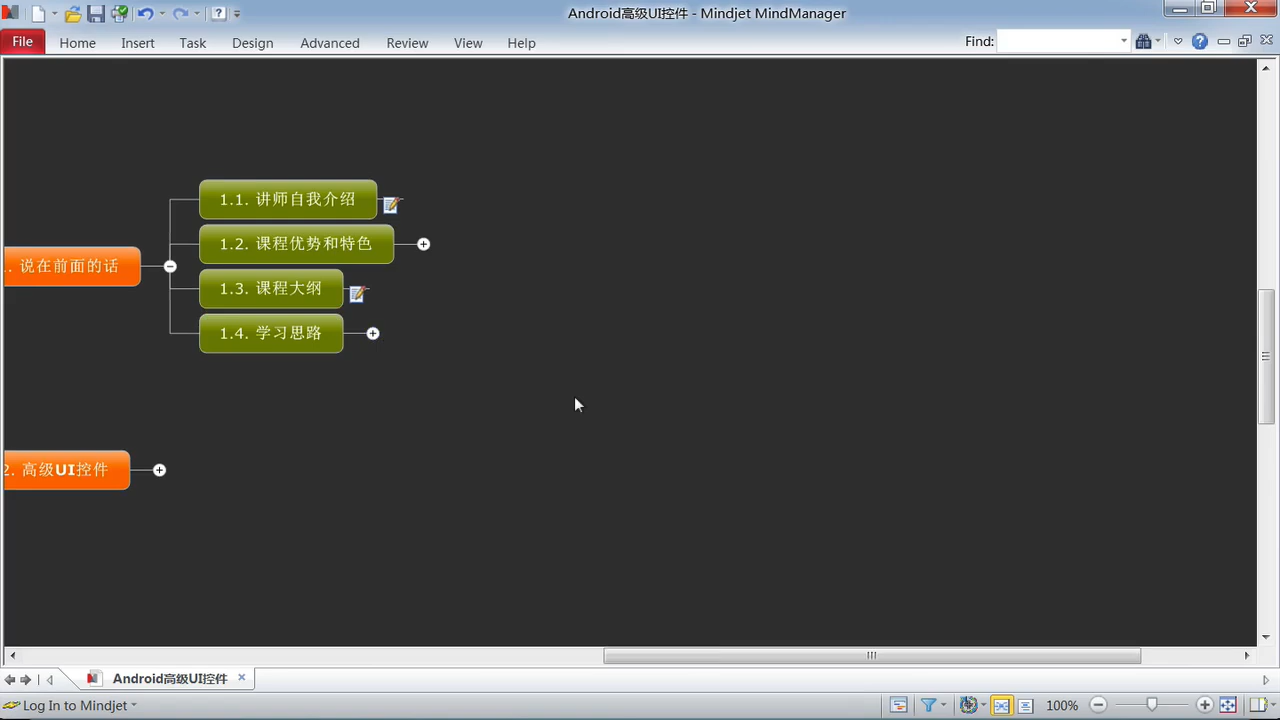 Android高级UI控件 - Mindjet MindManager
File Home Insert Task Design Advanced Review View Help Find:
1.1. 讲师自我介绍
1.2. 课程优势和特色
1. 说在前面的话
1.3. 课程大纲
1.4. 学习思路
2. 高级UI控件
Android高级UI控件
Log In to Mindjet 100%